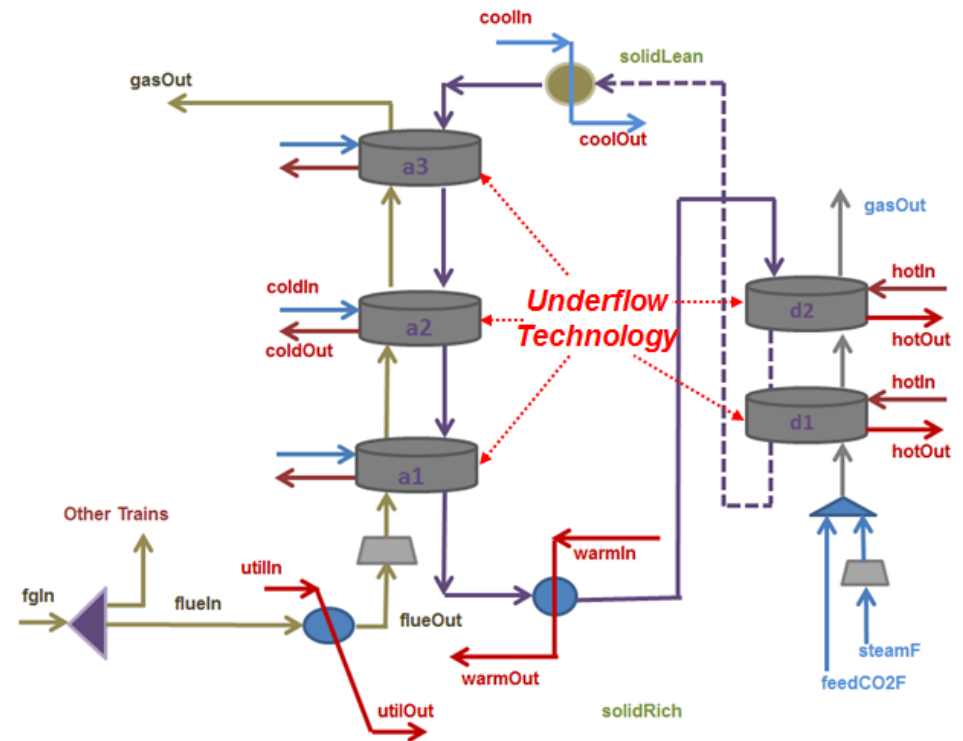 coolIn
solidLean
gasOut
coolOut
a3
gasOut
hotIn
coldIn
Underflow
Technology
d2
a2
coldOut
hotOut
hotIn
d1
hotOut
a1
Other Trains
warmIn
utilIn
fgIn
flueIn
flueOut
steamF
warmOut
feedCO2F
utilOut
solidRich